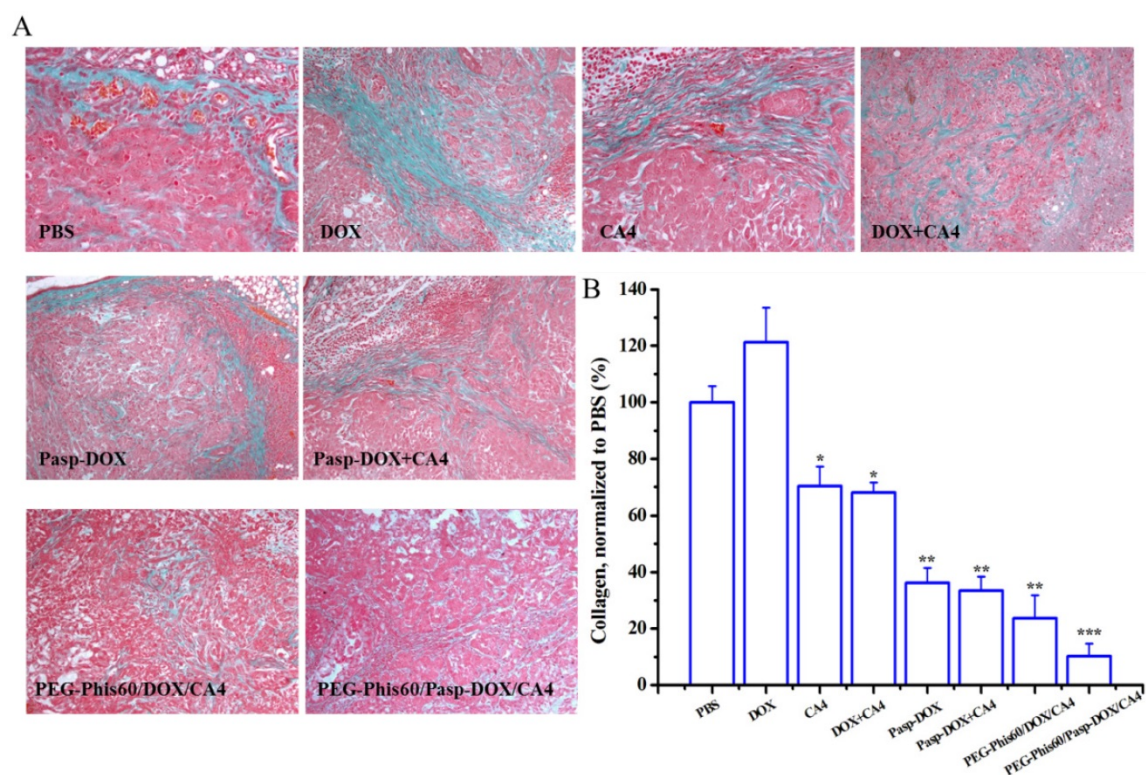 A
PBS
DOX
CA4
DOX+CA4
Pasp-DOX
Pasp-DOX+CA4
PEG-Phis60/DOX/CA4
PEG-Phis60/Pasp-DOX/CA4
B
Collagen, normalized to PBS (%)
140
120
100
80
60
40
20
0
*
*
**
**
**
***
PBS
DOX
CA4
DOX+CA4
Pasp-DOX
Pasp-DOX+CA4
PEG-Phis60/DOX/CA4
PEG-Phis60/Pasp-DOX/CA4